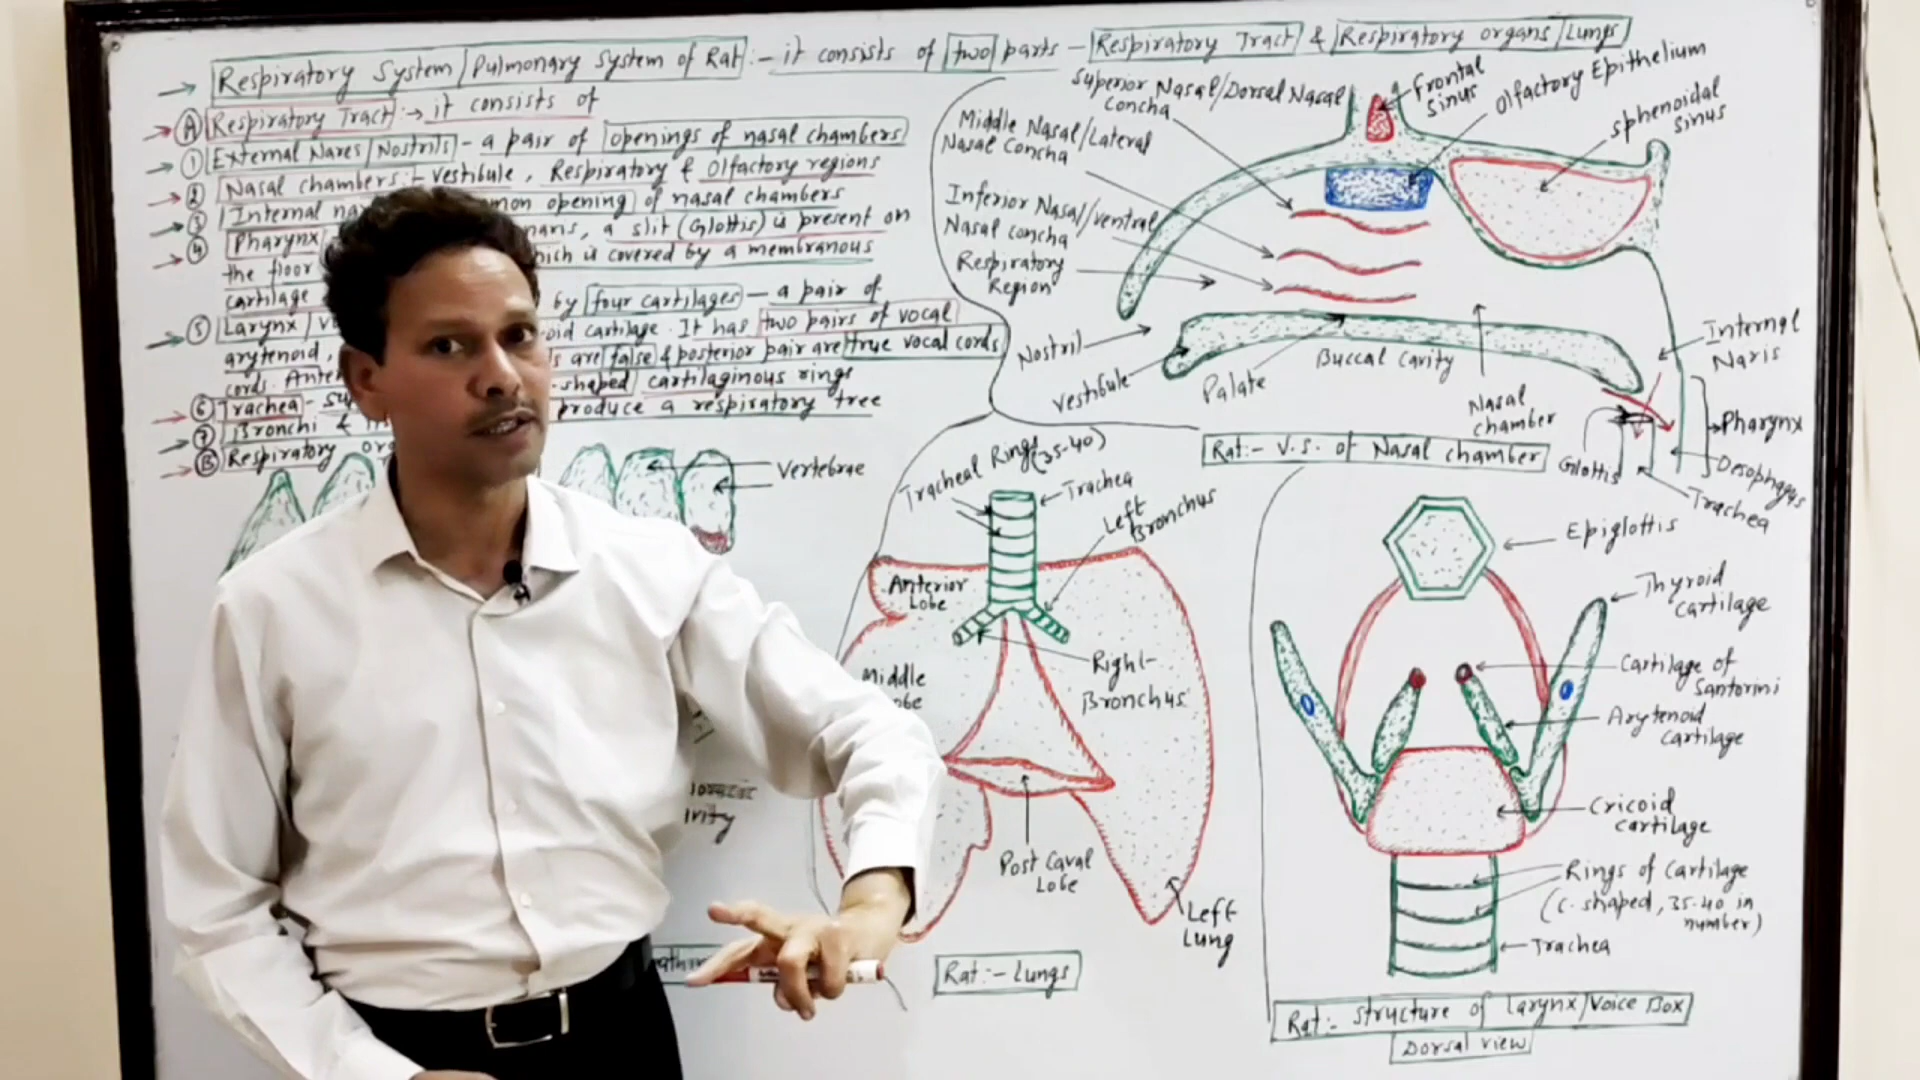 Respiratory System/Pulmonary System of Rat :- it consists of two parts - Respiratory Tract & Respiratory organs/Lungs
A Respiratory Tract :→ it consists of
1 External Nares/Nostrils - a pair of openings of nasal chambers
2 Nasal chambers :- Vestibule, Respiratory & Olfactory regions
3 Internal mon opening of nasal chambers
4 Pharynx naris, a slit (Glottis) is present on
the floor hich is covered by a membranous
cartilage
5 Larynx by four cartilages - a pair of
arytenoid, oid cartilage. It has two pairs of vocal
cords. s are false & posterior pair are true vocal cords
6 Trachea - -shaped cartilaginous rings
7 Bronchi & produce a respiratory tree
B Respiratory
Vertebrae
vity
Superior Nasal/Dorsal Nasal
Concha
Middle Nasal/Lateral
Nasal Concha
Inferior Nasal/ventral
Nasal concha
Respiratory
Region
Nostril
Vestibule
Palate
Buccal cavity
Nasal
chamber
Frontal
Sinus
Olfactory Epithelium
sphenoidal
sinus
Internal
Naris
Pharynx
Oesophagus
Trachea
Glottis
Rat :- V.S. of Nasal chamber
Tracheal Rings
(35-40)
Trachea
Left
Bronchus
Anterior
Lobe
Middle
obe
Right
Bronchus
Post Caval
Lobe
Left
Lung
Rat :- Lungs
Epiglottis
Thyroid
cartilage
Cartilage of
Santorini
Arytenoid
cartilage
Cricoid
cartilage
Rings of Cartilage
(C. shaped, 35-40 in
number)
Trachea
Rat :- structure of Larynx/Voice Box
Dorsal view